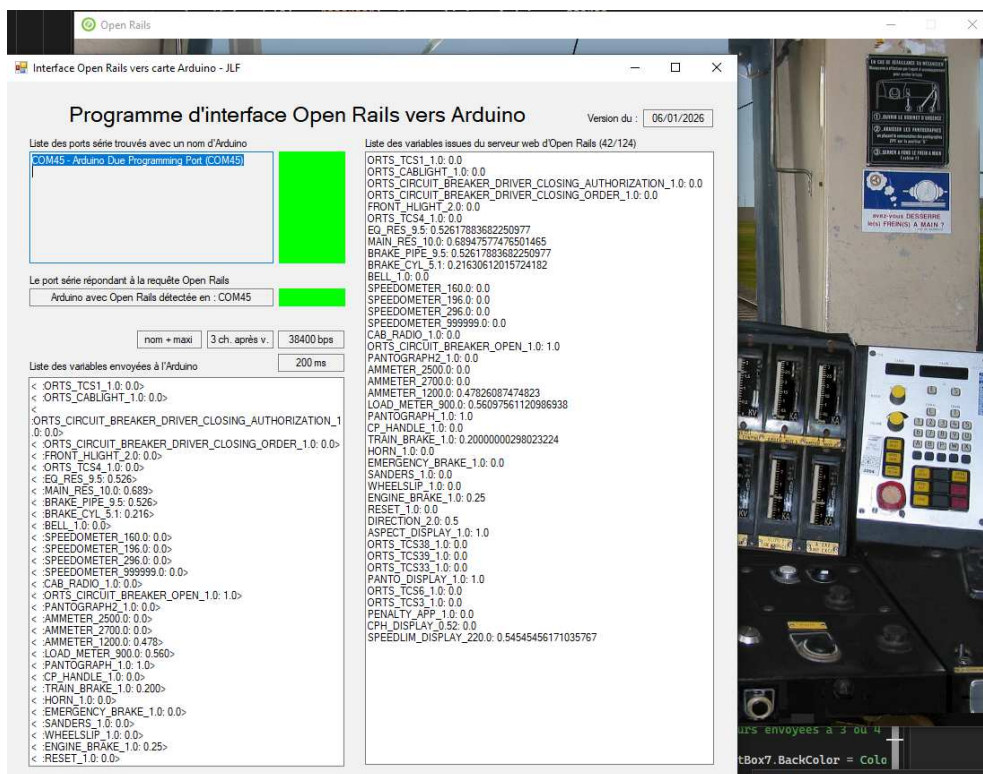 Open Rails
Interface Open Rails vers carte Arduino - JLF
Programme d'interface Open Rails vers Arduino
Version du :
06/01/2026
Liste des ports série trouvés avec un nom d'Arduino
COM45 - Arduino Due Programming Port (COM45)
Le port série répondant à la requête Open Rails
Arduino avec Open Rails détectée en : COM45
nom + maxi
3 ch. après v.
38400 bps
200 ms
Liste des variables envoyées à l'Arduino
< :ORTS_TCS1_1.0: 0.0>
< :ORTS_CABLIGHT_1.0: 0.0>
<
:ORTS_CIRCUIT_BREAKER_DRIVER_CLOSING_AUTHORIZATION_1
.0: 0.0>
< :ORTS_CIRCUIT_BREAKER_DRIVER_CLOSING_ORDER_1.0: 0.0>
< :FRONT_HLIGHT_2.0: 0.0>
< :ORTS_TCS4_1.0: 0.0>
< :EQ_RES_9.5: 0.526>
< :MAIN_RES_10.0: 0.689>
< :BRAKE_PIPE_9.5: 0.526>
< :BRAKE_CYL_5.1: 0.216>
< :BELL_1.0: 0.0>
< :SPEEDOMETER_160.0: 0.0>
< :SPEEDOMETER_196.0: 0.0>
< :SPEEDOMETER_296.0: 0.0>
< :SPEEDOMETER_999999.0: 0.0>
< :CAB_RADIO_1.0: 0.0>
< :ORTS_CIRCUIT_BREAKER_OPEN_1.0: 1.0>
< :PANTOGRAPH2_1.0: 0.0>
< :AMMETER_2500.0: 0.0>
< :AMMETER_2700.0: 0.0>
< :AMMETER_1200.0: 0.478>
< :LOAD_METER_900.0: 0.560>
< :PANTOGRAPH_1.0: 1.0>
< :CP_HANDLE_1.0: 0.0>
< :TRAIN_BRAKE_1.0: 0.200>
< :HORN_1.0: 0.0>
< :EMERGENCY_BRAKE_1.0: 0.0>
< :SANDERS_1.0: 0.0>
< :WHEELSLIP_1.0: 0.0>
< :ENGINE_BRAKE_1.0: 0.25>
< :RESET_1.0: 0.0>
Liste des variables issues du serveur web d'Open Rails (42/124)
ORTS_TCS1_1.0: 0.0
ORTS_CABLIGHT_1.0: 0.0
ORTS_CIRCUIT_BREAKER_DRIVER_CLOSING_AUTHORIZATION_1.0: 0.0
ORTS_CIRCUIT_BREAKER_DRIVER_CLOSING_ORDER_1.0: 0.0
FRONT_HLIGHT_2.0: 0.0
ORTS_TCS4_1.0: 0.0
EQ_RES_9.5: 0.52617883682250977
MAIN_RES_10.0: 0.68947577476501465
BRAKE_PIPE_9.5: 0.52617883682250977
BRAKE_CYL_5.1: 0.21630612015724182
BELL_1.0: 0.0
SPEEDOMETER_160.0: 0.0
SPEEDOMETER_196.0: 0.0
SPEEDOMETER_296.0: 0.0
SPEEDOMETER_999999.0: 0.0
CAB_RADIO_1.0: 0.0
ORTS_CIRCUIT_BREAKER_OPEN_1.0: 1.0
PANTOGRAPH2_1.0: 0.0
AMMETER_2500.0: 0.0
AMMETER_2700.0: 0.0
AMMETER_1200.0: 0.47826087474823
LOAD_METER_900.0: 0.56097561120986938
PANTOGRAPH_1.0: 1.0
CP_HANDLE_1.0: 0.0
TRAIN_BRAKE_1.0: 0.20000000298023224
HORN_1.0: 0.0
EMERGENCY_BRAKE_1.0: 0.0
SANDERS_1.0: 0.0
WHEELSLIP_1.0: 0.0
ENGINE_BRAKE_1.0: 0.25
RESET_1.0: 0.0
DIRECTION_2.0: 0.5
ASPECT_DISPLAY_1.0: 1.0
ORTS_TCS38_1.0: 0.0
ORTS_TCS39_1.0: 0.0
ORTS_TCS33_1.0: 0.0
PANTO_DISPLAY_1.0: 1.0
ORTS_TCS6_1.0: 0.0
ORTS_TCS3_1.0: 0.0
PENALTY_APP_1.0: 0.0
CPH_DISPLAY_0.52: 0.0
SPEEDLIM_DISPLAY_220.0: 0.54545456171035767
EN CAS DE DEFAILLANCE DU MECANICIEN
avez-vous DESSERRE
le(s) FREIN(S) A MAIN ?
urs envoyées à 3 ou 4
tBox7.BackColor = Colo